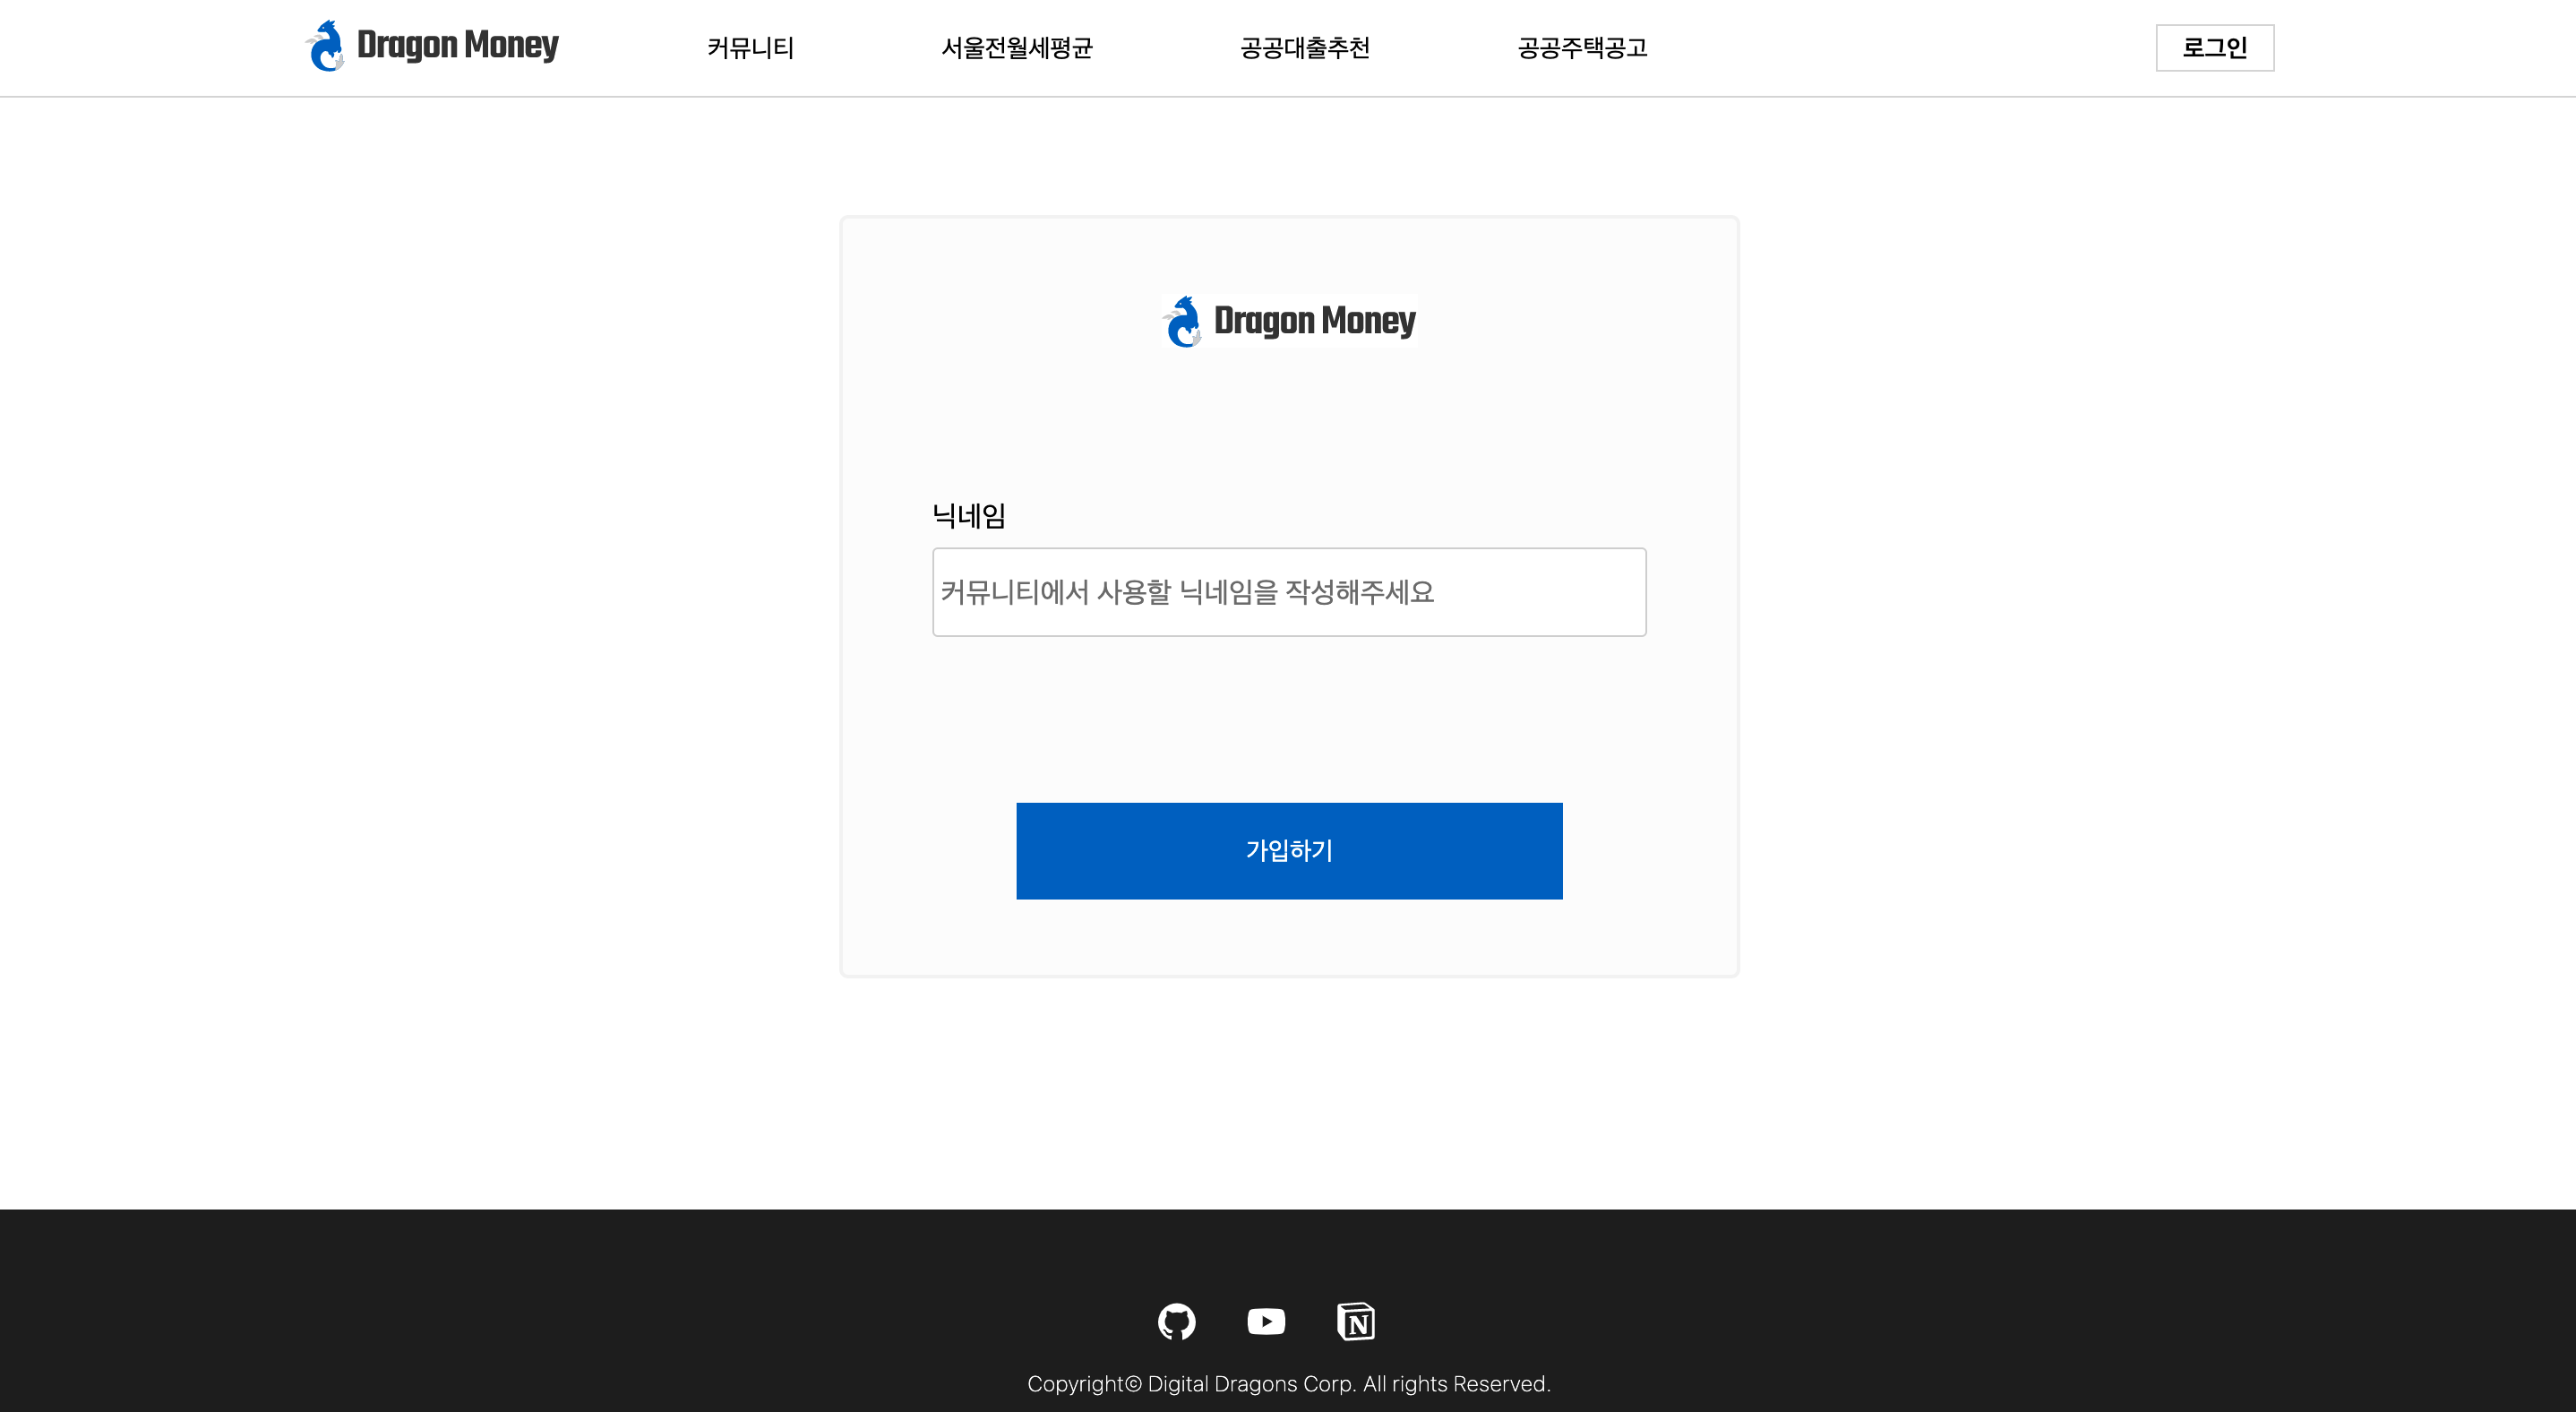 Dragon Money 커뮤니티 서울전월세평균 공공대출추천 공공주택공고 로그인
Dragon Money
닉네임
커뮤니티에서 사용할 닉네임을 작성해주세요
가입하기
N
Copyright© Digital Dragons Corp. All rights Reserved.